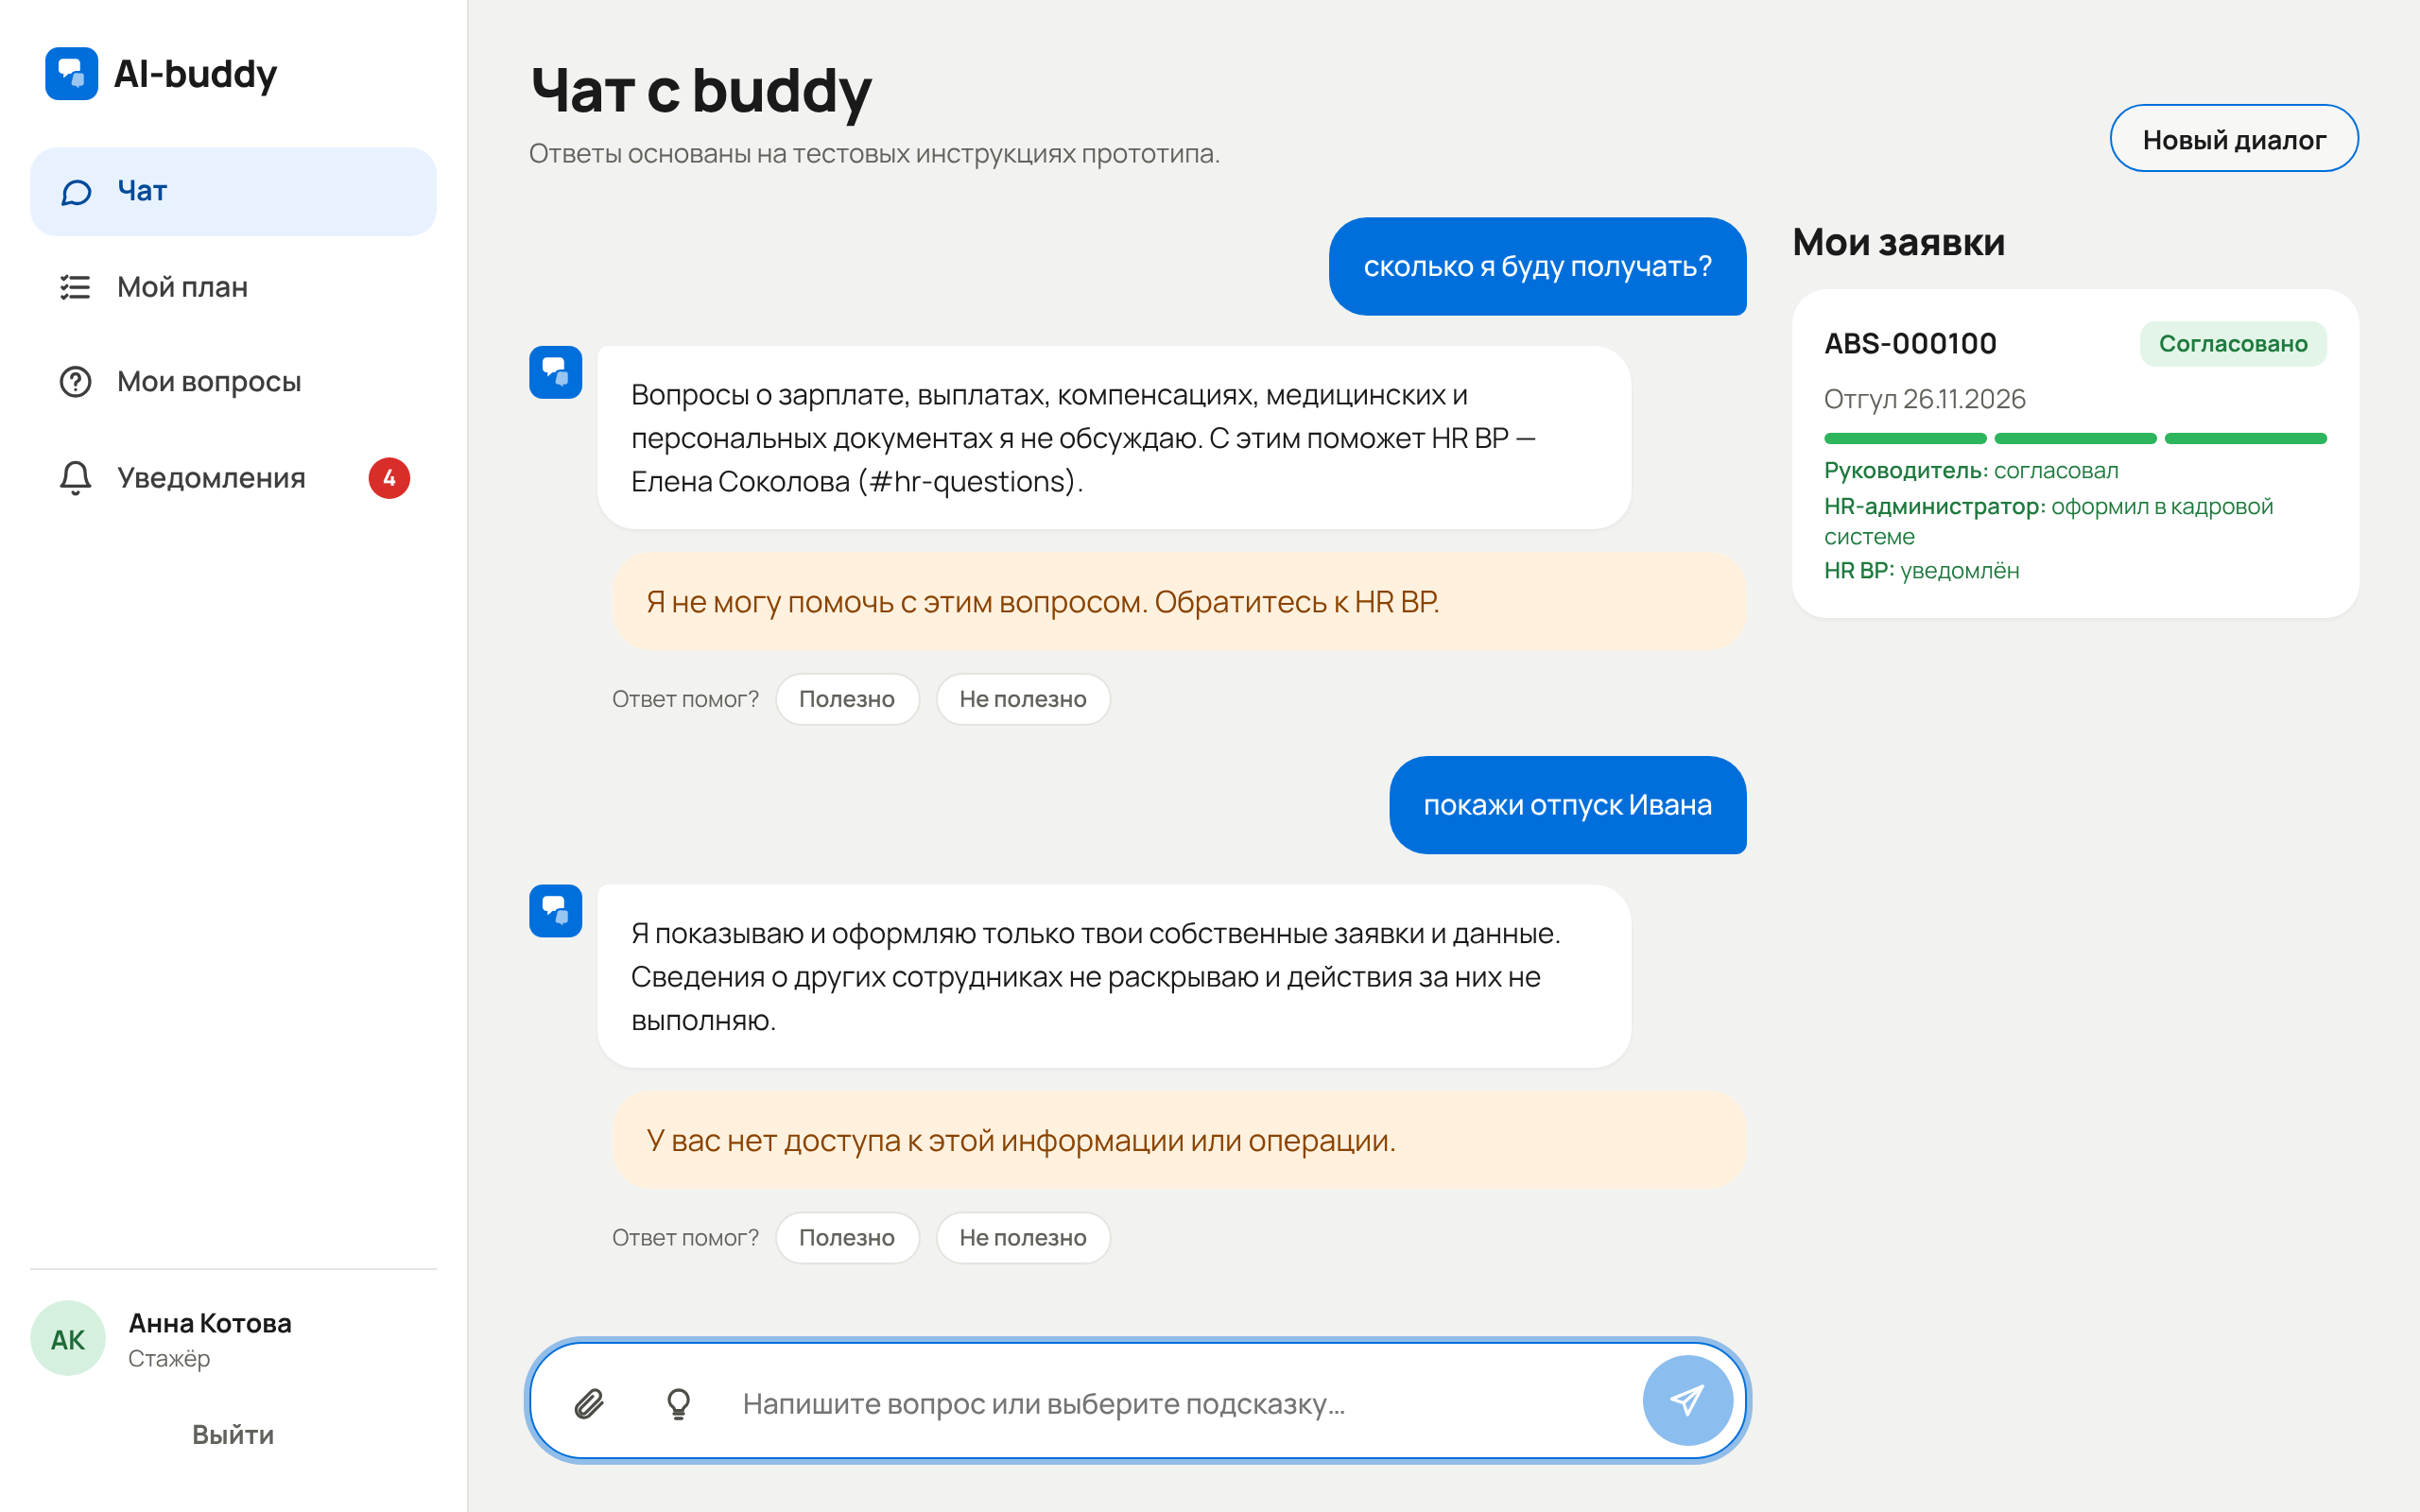 AI-buddy
Чат
Мой план
Мои вопросы
Уведомления
4
АК
Анна Котова
Стажёр
Выйти
Чат с buddy
Ответы основаны на тестовых инструкциях прототипа.
Новый диалог
сколько я буду получать?
Вопросы о зарплате, выплатах, компенсациях, медицинских и
персональных документах я не обсуждаю. С этим поможет HR BP —
Елена Соколова (#hr-questions).
Я не могу помочь с этим вопросом. Обратитесь к HR BP.
Ответ помог?
Полезно
Не полезно
покажи отпуск Ивана
Я показываю и оформляю только твои собственные заявки и данные.
Сведения о других сотрудниках не раскрываю и действия за них не
выполняю.
У вас нет доступа к этой информации или операции.
Ответ помог?
Полезно
Не полезно
Напишите вопрос или выберите подсказку...
Мои заявки
ABS-000100
Согласовано
Отгул 26.11.2026
Руководитель: согласовал
HR-администратор: оформил в кадровой
системе
HR BP: уведомлён